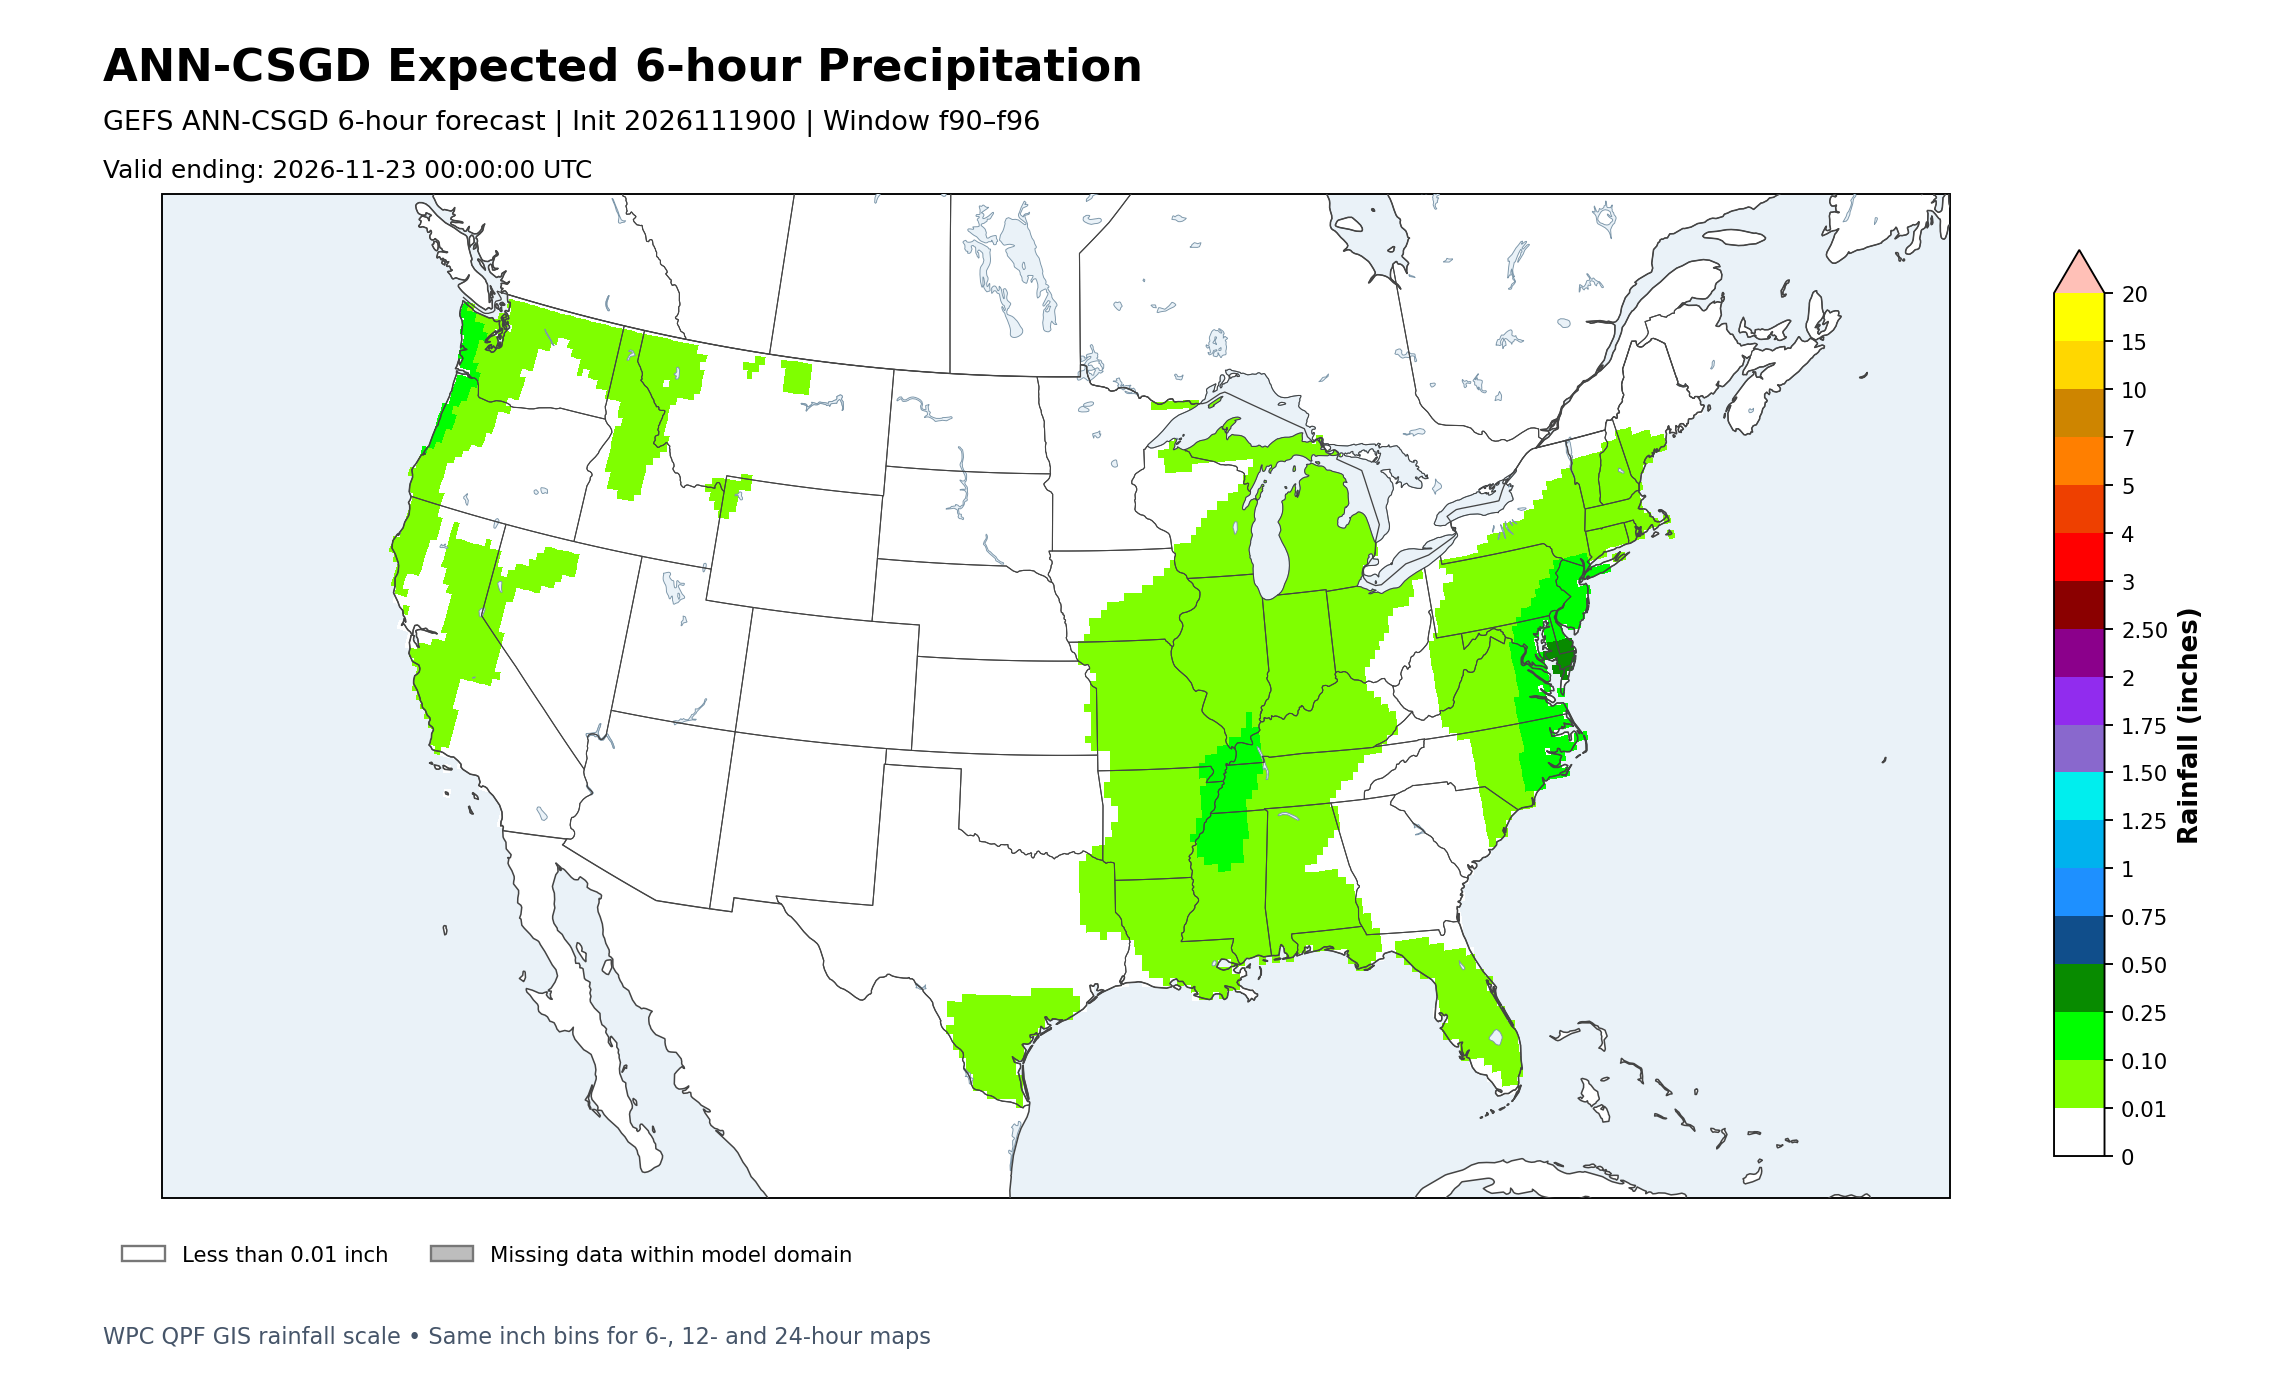 ANN-CSGD Expected 6-hour Precipitation
GEFS ANN-CSGD 6-hour forecast | Init 2026111900 | Window f90–f96
Valid ending: 2026-11-23 00:00:00 UTC
20
15
10
7
5
4
3
2.50
2
1.75
1.50
1.25
1
0.75
0.50
0.25
0.10
0.01
0
Rainfall (inches)
Less than 0.01 inch
Missing data within model domain
WPC QPF GIS rainfall scale • Same inch bins for 6-, 12- and 24-hour maps